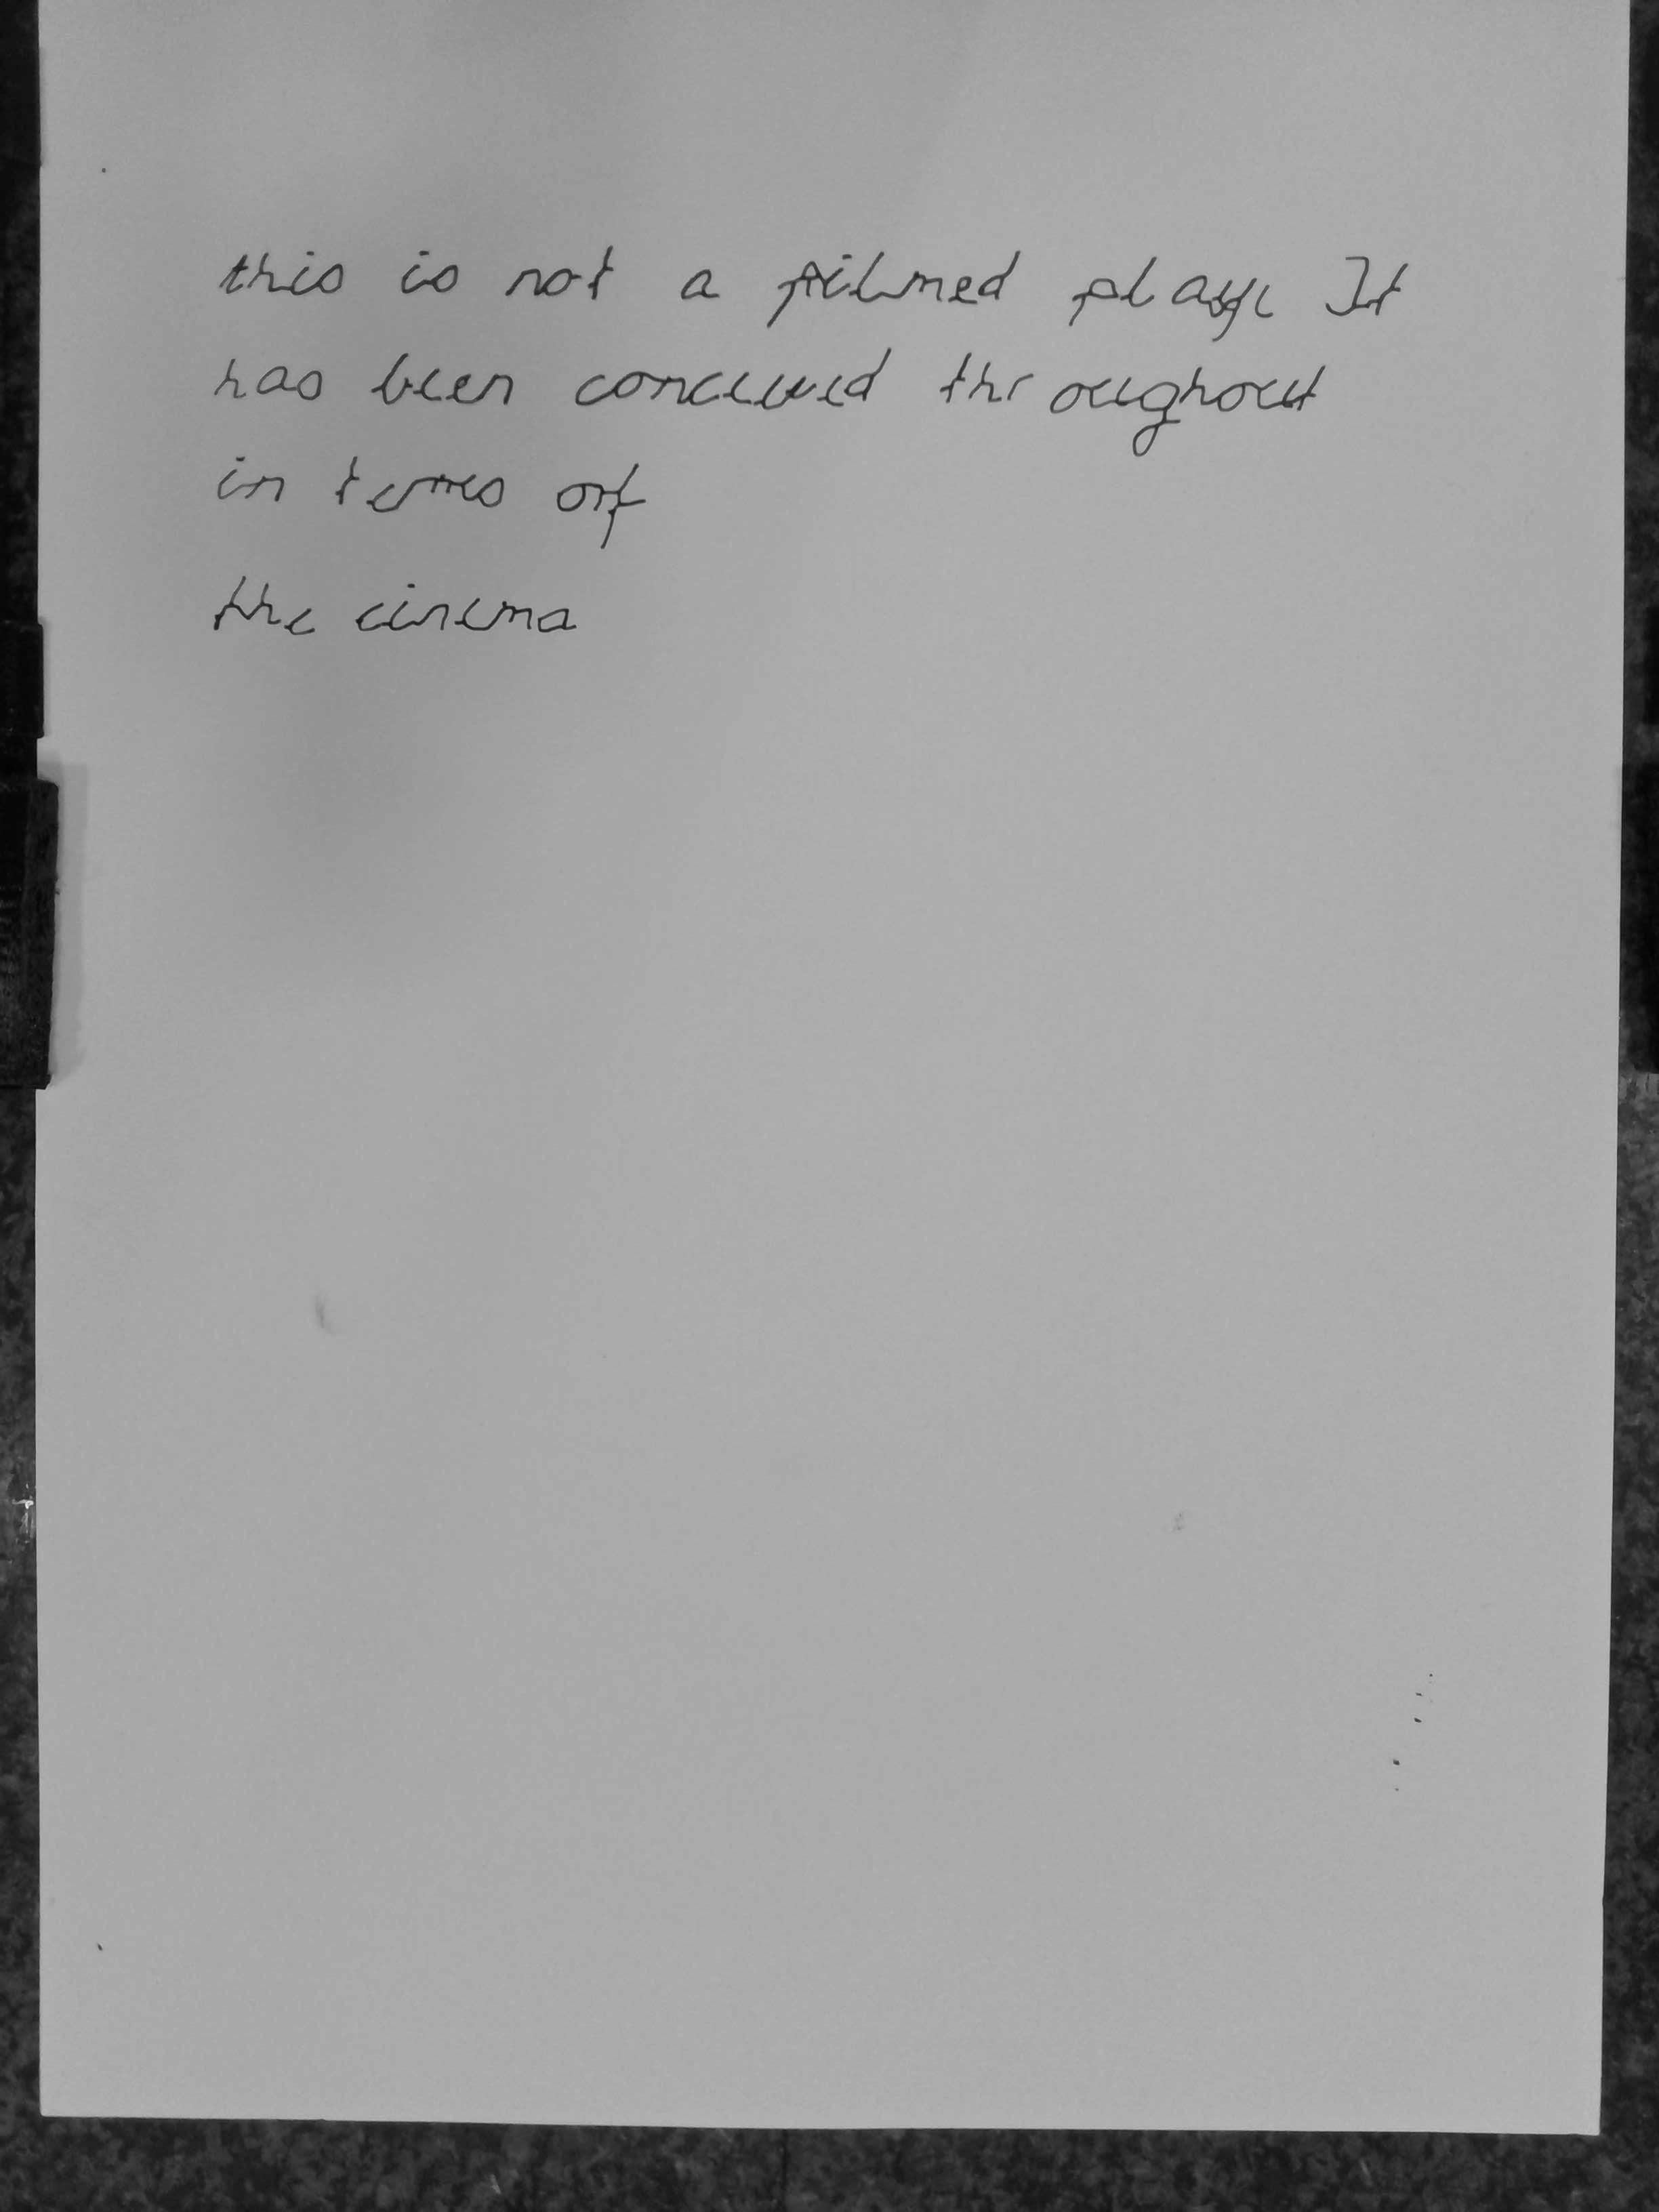 this is not a filmed play. It
has been conceived throughout
in terms of
the cinema